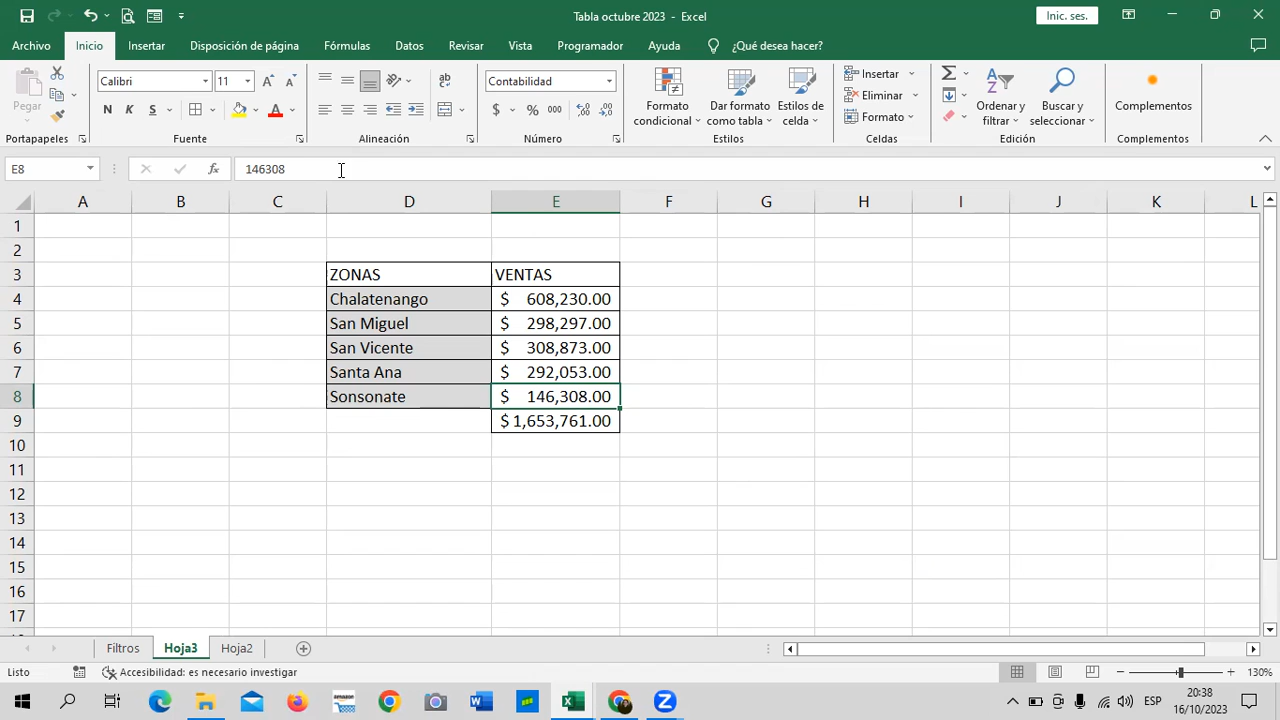 Tabla octubre 2023 - Excel
Inic. ses.
Archivo Inicio Insertar Disposición de página Fórmulas Datos Revisar Vista Programador Ayuda ¿Qué desea hacer?
Pegar
Portapapeles
Calibri 11
N K S
Fuente
ab
Alineación
Contabilidad
$ % 000
Número
Formato condicional
Dar formato como tabla
Estilos de celda
Estilos
Insertar
Eliminar
Formato
Celdas
Ordenar y filtrar
Buscar y seleccionar
Edición
Complementos
Complementos
E8 fx 146308
A B C D E F G H I J K L
1
2
3 ZONAS VENTAS
4 Chalatenango $ 608,230.00
5 San Miguel $ 298,297.00
6 San Vicente $ 308,873.00
7 Santa Ana $ 292,053.00
8 Sonsonate $ 146,308.00
9 $ 1,653,761.00
10
11
12
13
14
15
16
17
Filtros Hoja3 Hoja2
Listo Accesibilidad: es necesario investigar 130%
ESP 20:38
16/10/2023